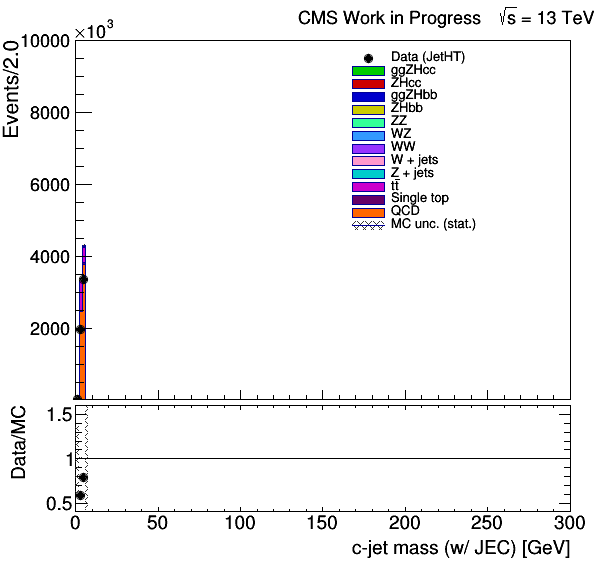 CMS Work in Progress √s = 13 TeV
×10³
Events/2.0
10000
8000
6000
4000
2000
Data (JetHT)
ggZHcc
ZHcc
ggZHbb
ZHbb
ZZ
WZ
WW
W + jets
Z + jets
tt̄
Single top
QCD
MC unc. (stat.)
Data/MC
1.5
1
0.5
0 50 100 150 200 250 300
c-jet mass (w/ JEC) [GeV]